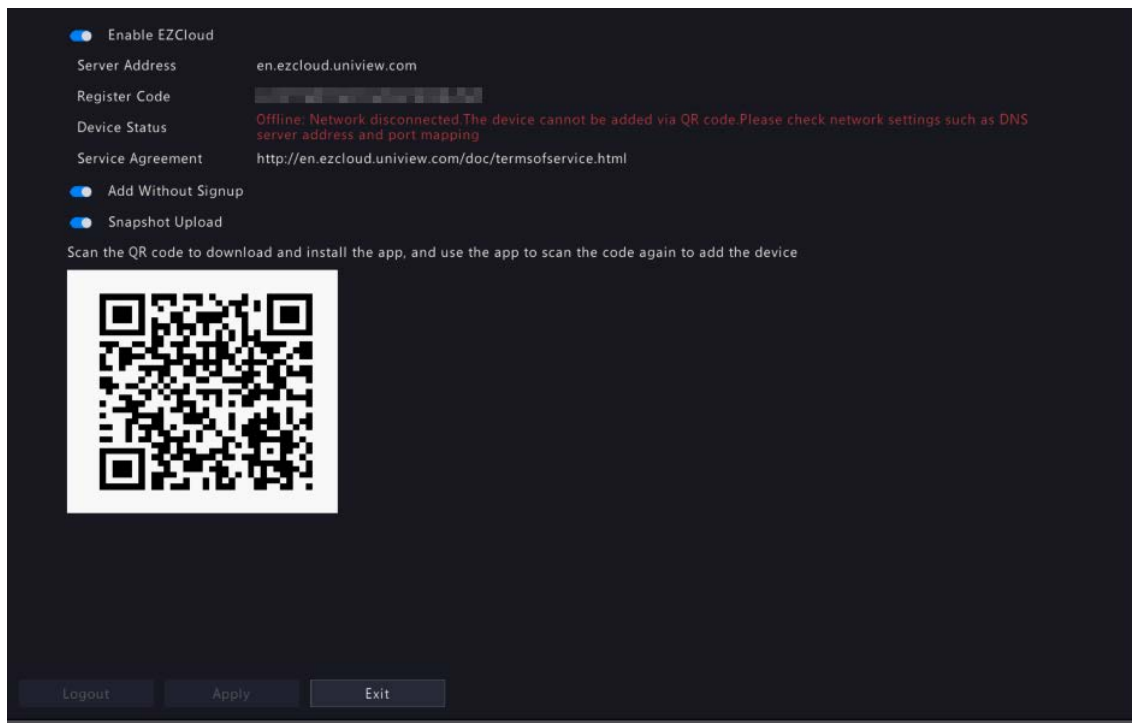 Enable EZCloud
Server Address en.ezcloud.uniview.com
Register Code
Device Status Offline: Network disconnected.The device cannot be added via QR code.Please check network settings such as DNS
server address and port mapping
Service Agreement http://en.ezcloud.uniview.com/doc/termsofservice.html
Add Without Signup
Snapshot Upload
Scan the QR code to download and install the app, and use the app to scan the code again to add the device
Logout Apply Exit